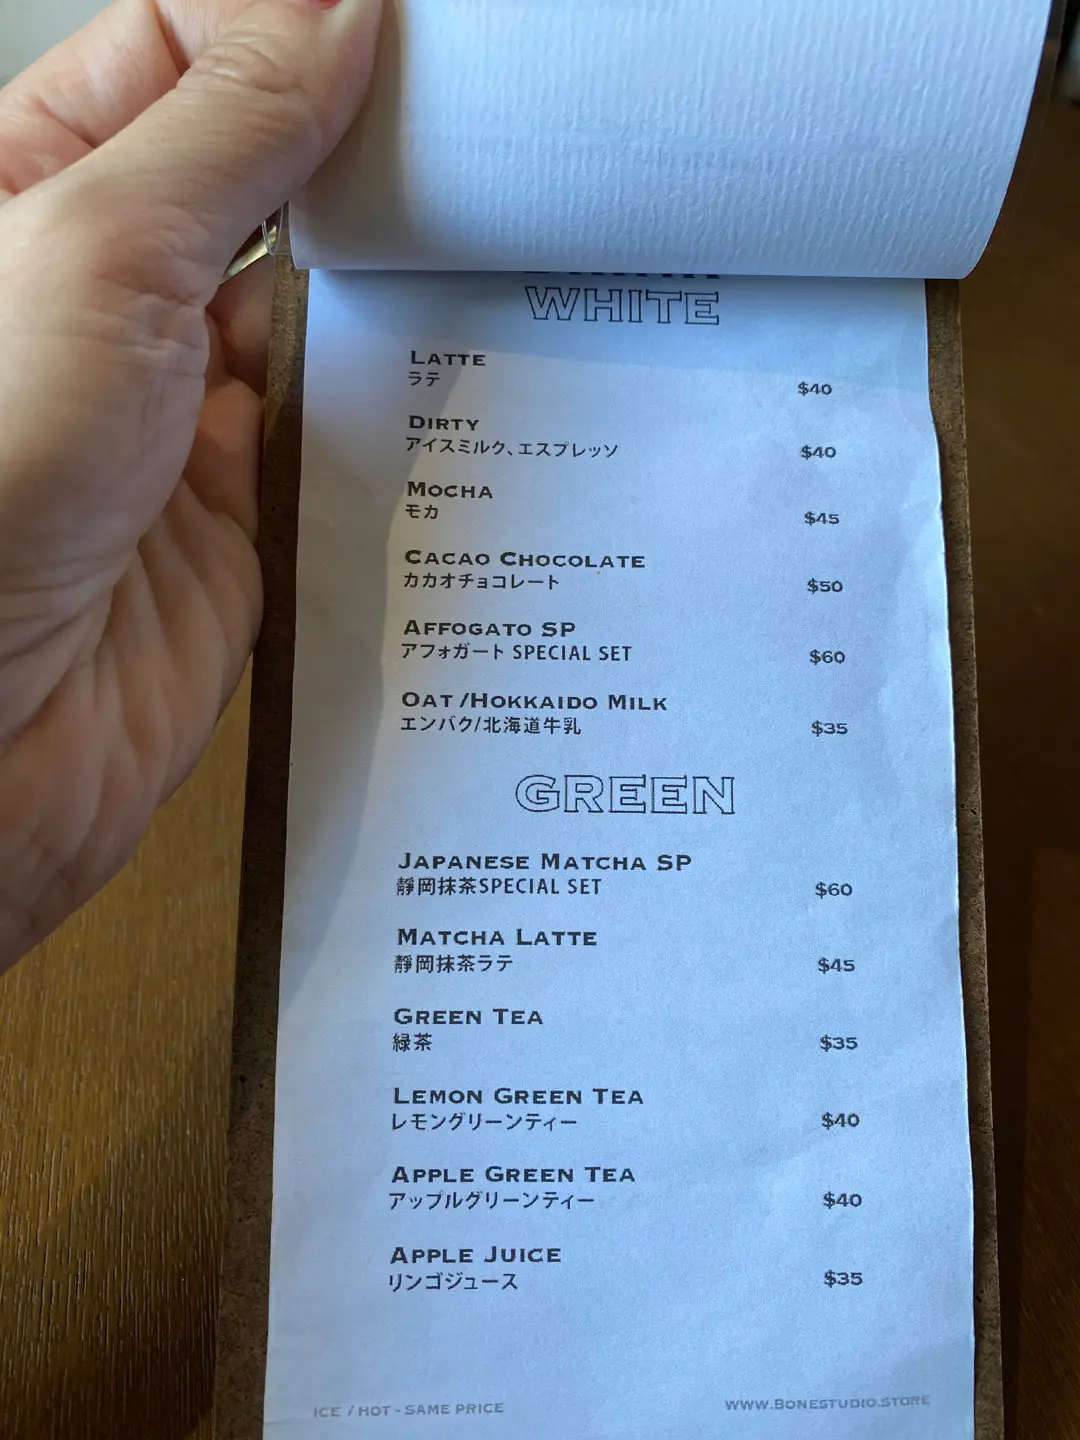 WHITE
LATTE
ラテ
$40
DIRTY
アイスミルク、エスプレッソ
$40
MOCHA
モカ
$45
CACAO CHOCOLATE
カカオチョコレート
$50
AFFOGATO SP
アフォガート SPECIAL SET
$60
OAT /HOKKAIDO MILK
エンバク/北海道牛乳
$35
GREEN
JAPANESE MATCHA SP
靜岡抹茶SPECIAL SET
$60
MATCHA LATTE
靜岡抹茶ラテ
$45
GREEN TEA
緑茶
$35
LEMON GREEN TEA
レモングリーンティー
$40
APPLE GREEN TEA
アップルグリーンティー
$40
APPLE JUICE
リンゴジュース
$35
ICE / HOT - SAME PRICE
WWW.BONESTUDIO.STORE